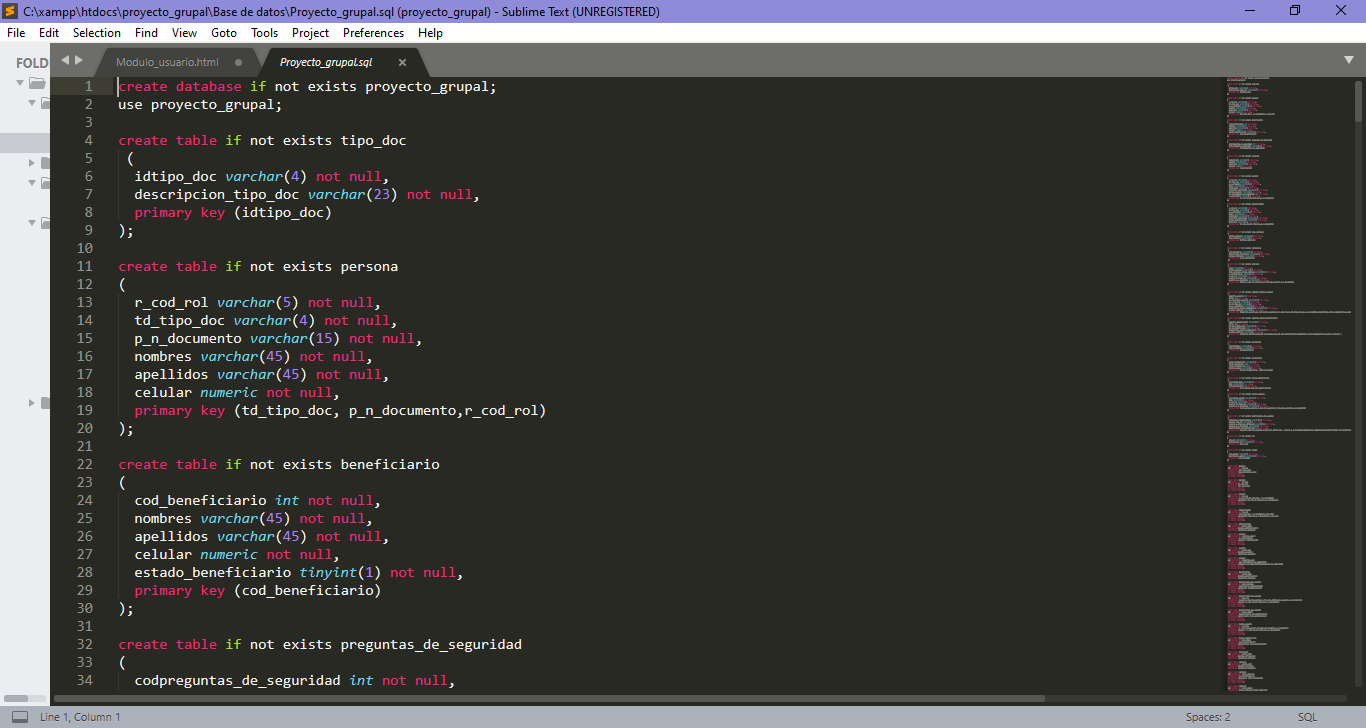 C:\xampp\htdocs\proyecto_grupal\Base de datos\Proyecto_grupal.sql (proyecto_grupal) - Sublime Text (UNREGISTERED)
File Edit Selection Find View Goto Tools Project Preferences Help
FOLD
Modulo_usuario.html
Proyecto_grupal.sql
1 create database if not exists proyecto_grupal;
2 use proyecto_grupal;
3
4 create table if not exists tipo_doc
5 (
6 idtipo_doc varchar(4) not null,
7 descripcion_tipo_doc varchar(23) not null,
8 primary key (idtipo_doc)
9 );
10
11 create table if not exists persona
12 (
13 r_cod_rol varchar(5) not null,
14 td_tipo_doc varchar(4) not null,
15 p_n_documento varchar(15) not null,
16 nombres varchar(45) not null,
17 apellidos varchar(45) not null,
18 celular numeric not null,
19 primary key (td_tipo_doc, p_n_documento,r_cod_rol)
20 );
21
22 create table if not exists beneficiario
23 (
24 cod_beneficiario int not null,
25 nombres varchar(45) not null,
26 apellidos varchar(45) not null,
27 celular numeric not null,
28 estado_beneficiario tinyint(1) not null,
29 primary key (cod_beneficiario)
30 );
31
32 create table if not exists preguntas_de_seguridad
33 (
34 codpreguntas_de_seguridad int not null,
Line 1, Column 1
Spaces: 2
SQL